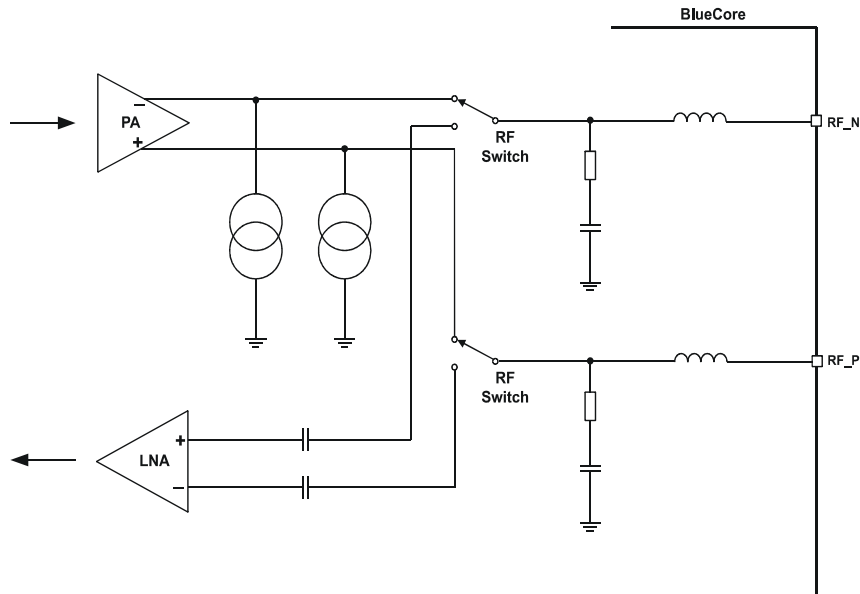 BlueCore
−
PA
+
RF
Switch
RF_N
RF
Switch
RF_P
+
LNA
−